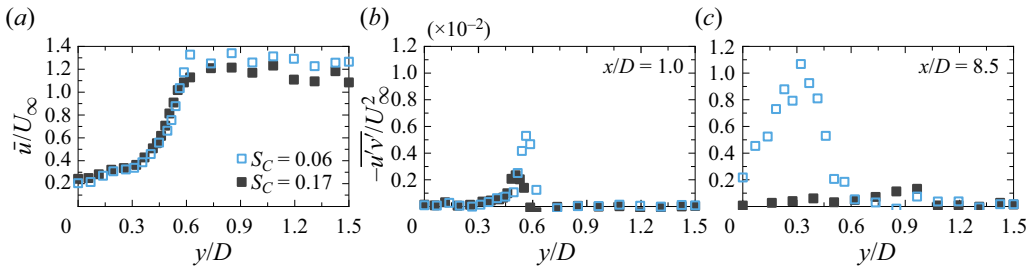 (a)
ū/U∞
1.4
1.2
1.0
0.8
0.6
0.4
0.2
0 0.3 0.6 0.9 1.2 1.5
y/D
S_C = 0.06
S_C = 0.17
(b)
(×10⁻²)
−u′v′/U²∞
1.2
1.0
0.8
0.6
0.4
0.2
0 0.3 0.6 0.9 1.2 1.5
y/D
x/D = 1.0
(c)
1.2
1.0
0.8
0.6
0.4
0.2
0 0.3 0.6 0.9 1.2 1.5
y/D
x/D = 8.5